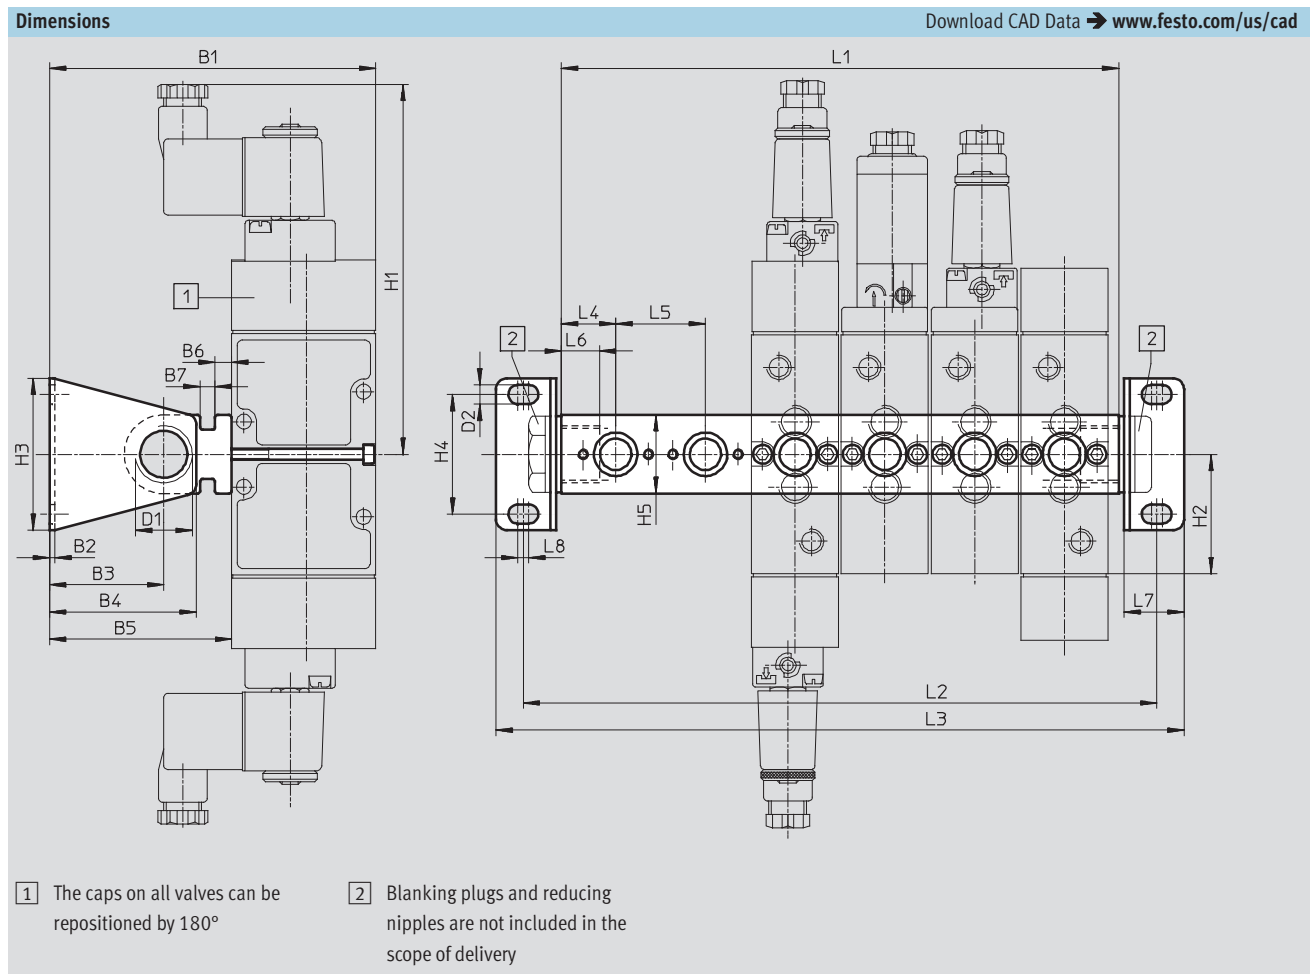 Dimensions
Download CAD Data ➔ www.festo.com/us/cad
B1
L1
H1
1
L4
L5
2
2
B6
L6
B7
D2
H3
H4
H5
H2
D1
B2
L8
B3
L7
B4
B5
L2
L3
1 The caps on all valves can be
repositioned by 180°
2 Blanking plugs and reducing
nipples are not included in the
scope of delivery